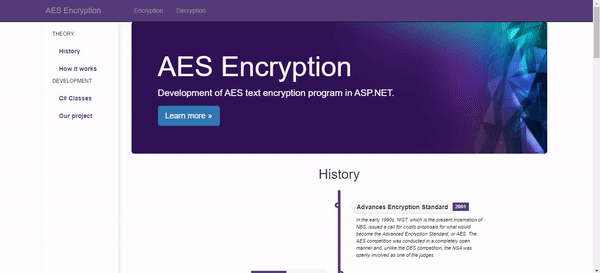 AES Encryption Encryption Decryption
THEORY
History
How it works
DEVELOPMENT
C# Classes
Our project
AES Encryption
Development of AES text encryption program in ASP.NET.
Learn more »
History
Advances Encryption Standard 2001
In the early 1990s, NIST, which is the present incarnation of
NBS, issued a call for crypto proposals for what would
become the Advanced Encryption Standard, or AES. The
AES competition was conducted in a completely open
manner and, unlike the DES competition, the NSA was
openly involved as one of the judges.